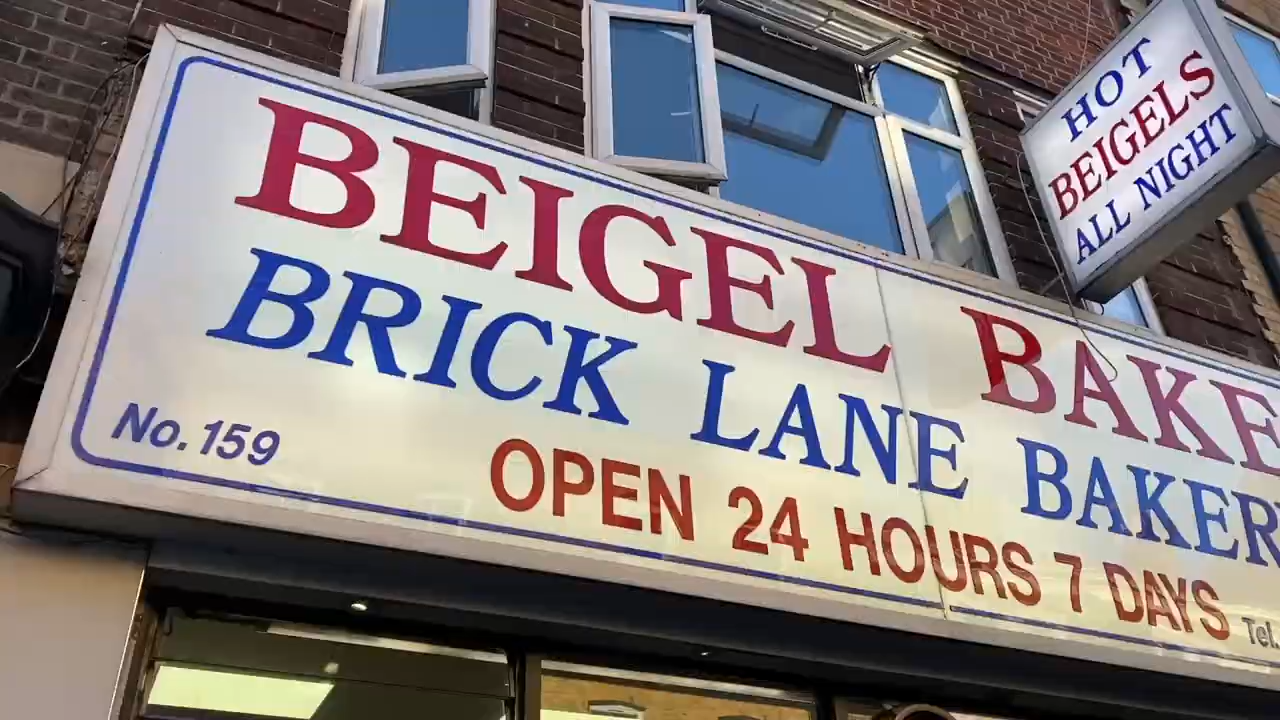 BEIGEL BAKE
BRICK LANE BAKER
No. 159
OPEN 24 HOURS 7 DAYS
Tel.
HOT
BEIGELS
ALL NIGHT